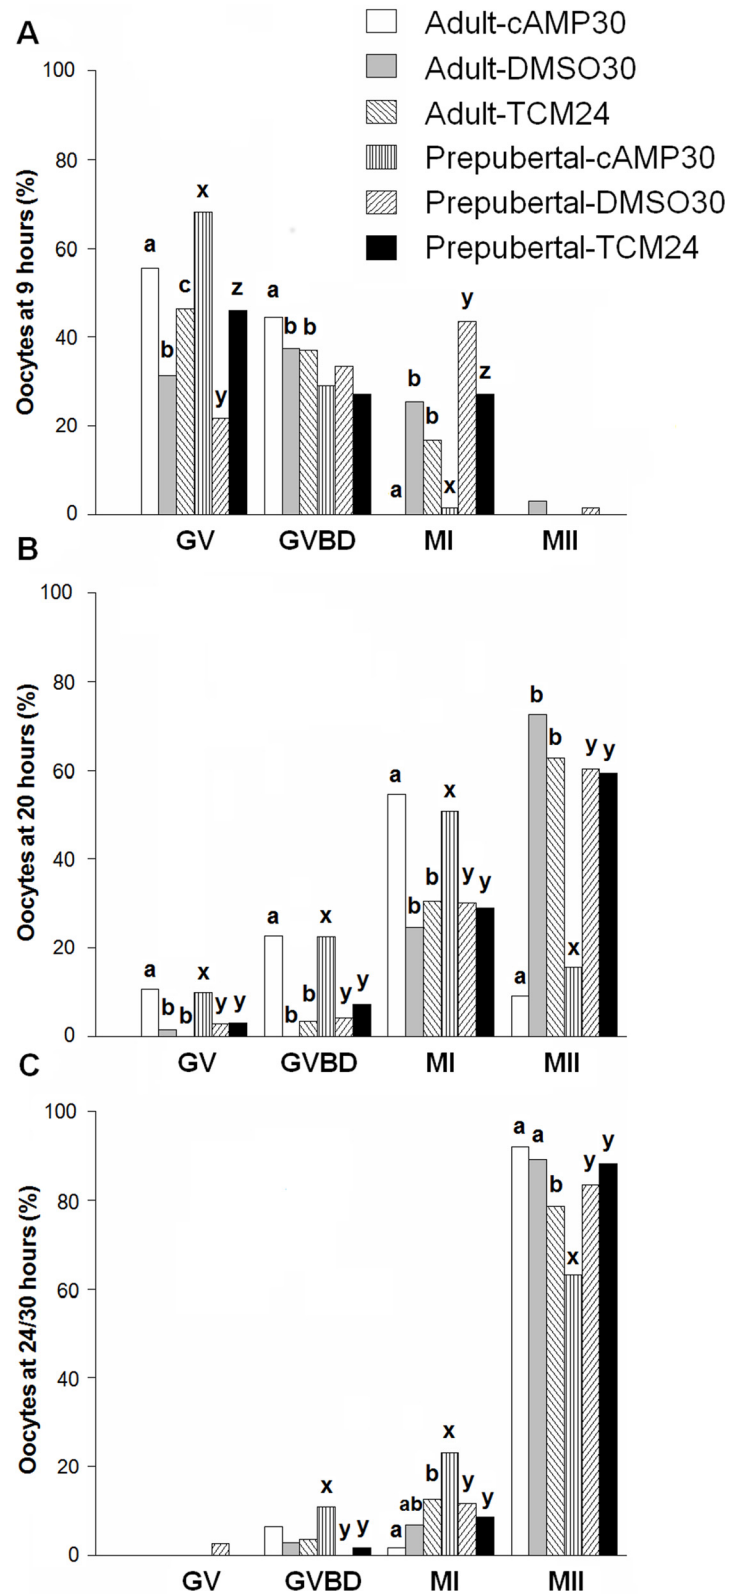 A
Adult-cAMP30
Adult-DMSO30
Adult-TCM24
Prepubertal-cAMP30
Prepubertal-DMSO30
Prepubertal-TCM24
Oocytes at 9 hours (%)
100
80
60
40
20
0
a b c x y z
a b b
a b b x y z
GV GVBD MI MII
B
Oocytes at 20 hours (%)
100
80
60
40
20
0
a b b x y y
a b b x y y
a b b x y y
a b b x y y
GV GVBD MI MII
C
Oocytes at 24/30 hours (%)
100
80
60
40
20
0
x y y
a ab b x y y
a a b x y y
GV GVBD MI MII